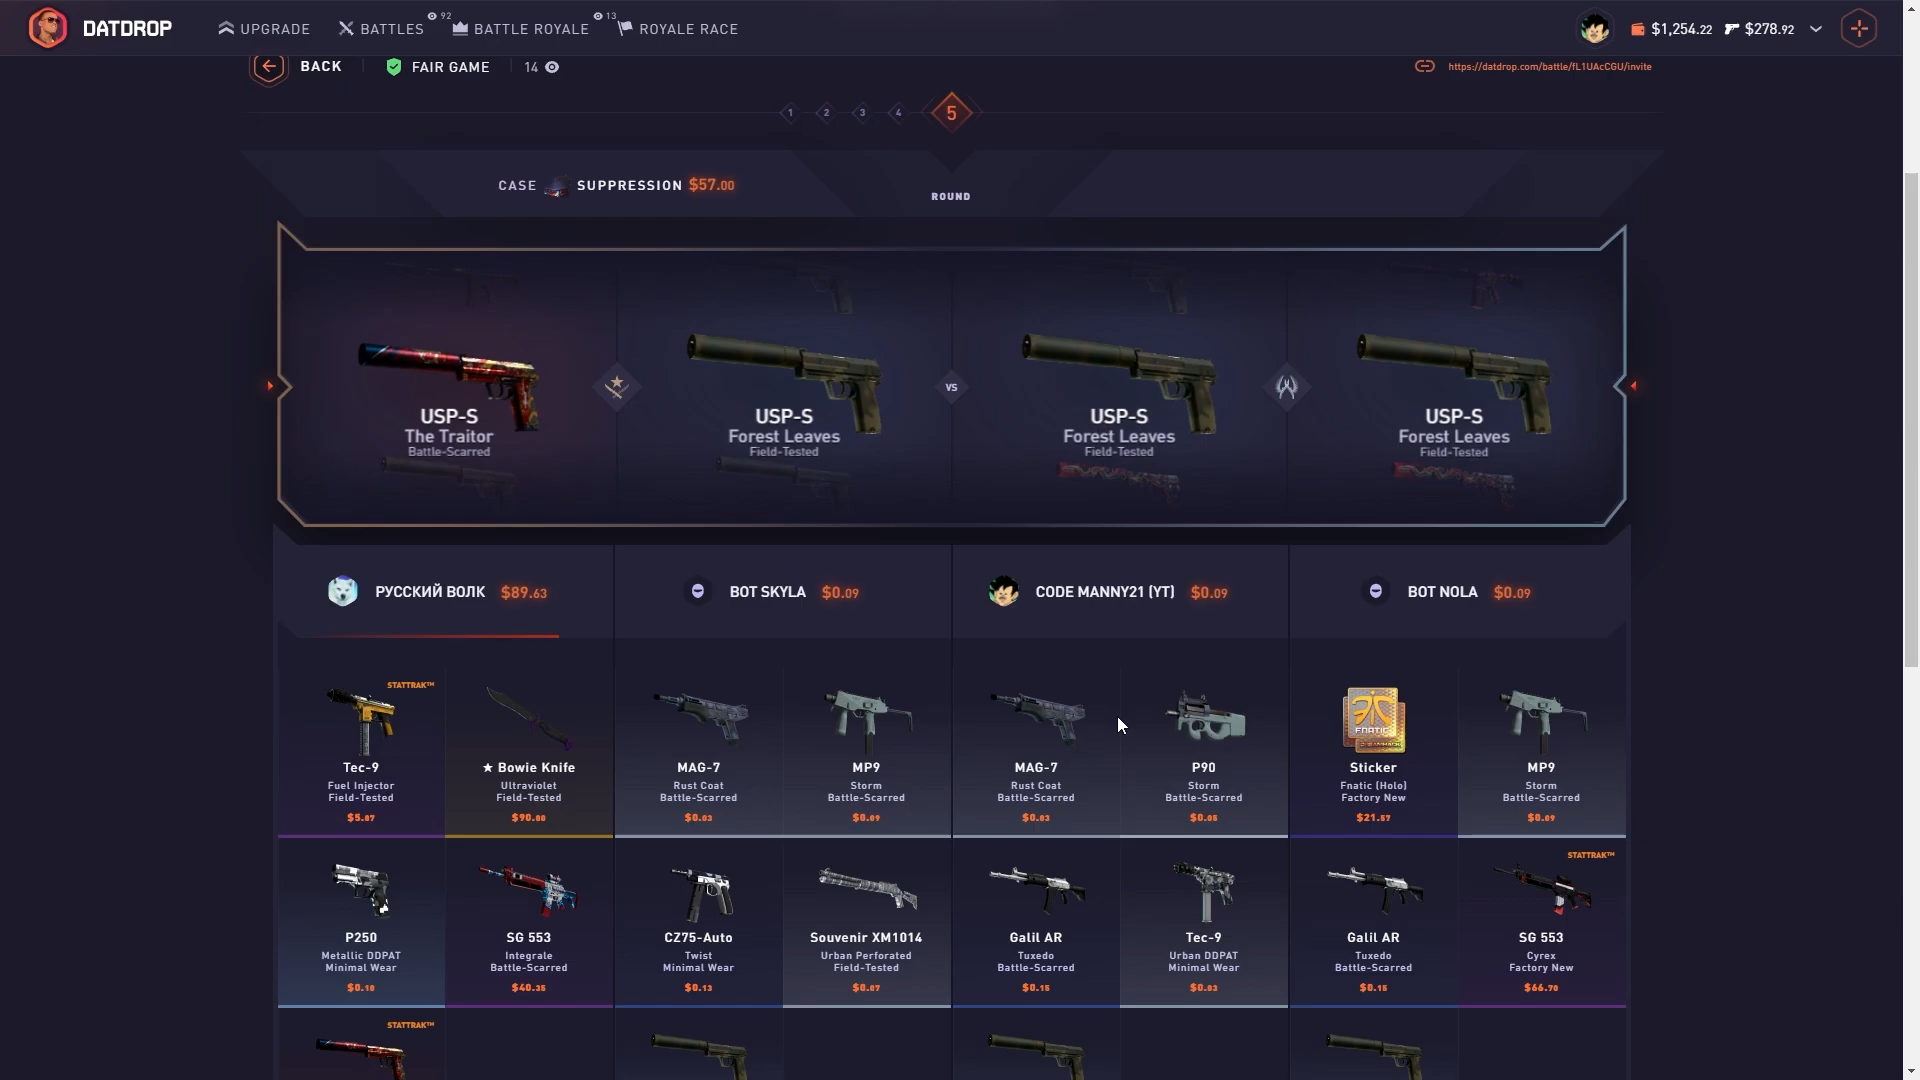 DATDROP
UPGRADE
BATTLES
92
BATTLE ROYALE
13
ROYALE RACE
$1,254.22
$278.92
BACK
FAIR GAME
14
https://datdrop.com/battle/fL1UAcCGU/invite
1
2
3
4
5
CASE SUPPRESSION $57.00
ROUND
USP-S
The Traitor
Battle-Scarred
USP-S
Forest Leaves
Field-Tested
VS
USP-S
Forest Leaves
Field-Tested
USP-S
Forest Leaves
Field-Tested
РУССКИЙ ВОЛК $89.63
BOT SKYLA $0.09
CODE MANNY21 (YT) $0.09
BOT NOLA $0.09
STATTRAK™
Tec-9
Fuel Injector
Field-Tested
$5.87
★ Bowie Knife
Ultraviolet
Field-Tested
$90.80
MAG-7
Rust Coat
Battle-Scarred
$0.03
MP9
Storm
Battle-Scarred
$0.09
MAG-7
Rust Coat
Battle-Scarred
$0.03
P90
Storm
Battle-Scarred
$0.05
FNATIC
Sticker
Fnatic (Holo)
Factory New
$21.57
MP9
Storm
Battle-Scarred
$0.09
P250
Metallic DDPAT
Minimal Wear
$0.10
SG 553
Integrale
Battle-Scarred
$40.35
CZ75-Auto
Twist
Minimal Wear
$0.13
Souvenir XM1014
Urban Perforated
Field-Tested
$0.07
Galil AR
Tuxedo
Battle-Scarred
$0.15
Tec-9
Urban DDPAT
Minimal Wear
$0.03
Galil AR
Tuxedo
Battle-Scarred
$0.15
STATTRAK™
SG 553
Cyrex
Factory New
$66.70
STATTRAK™